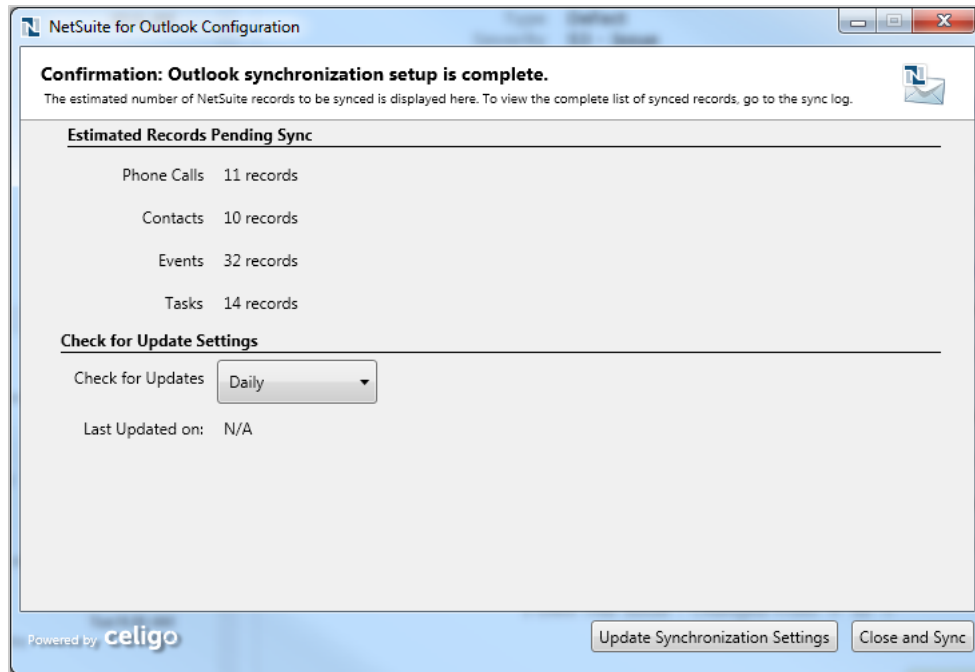 NetSuite for Outlook Configuration
Confirmation: Outlook synchronization setup is complete.
The estimated number of NetSuite records to be synced is displayed here. To view the complete list of synced records, go to the sync log.
Estimated Records Pending Sync
Phone Calls 11 records
Contacts 10 records
Events 32 records
Tasks 14 records
Check for Update Settings
Check for Updates Daily
Last Updated on: N/A
Powered by celigo Update Synchronization Settings Close and Sync